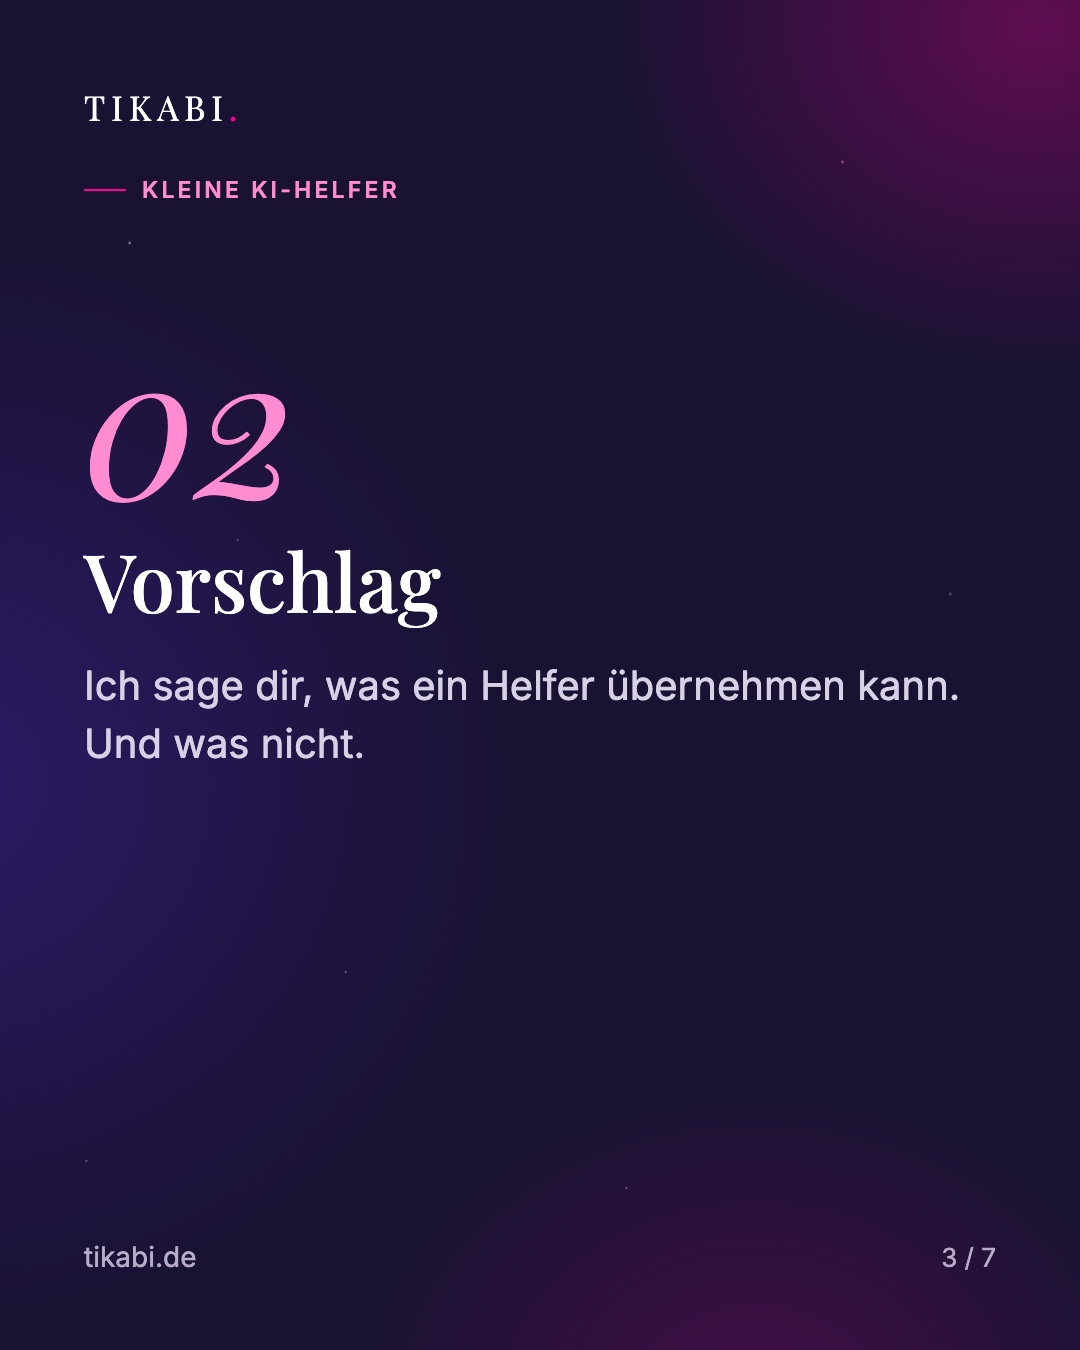 TIKABI.
KLEINE KI-HELFER
02
Vorschlag
Ich sage dir, was ein Helfer übernehmen kann.
Und was nicht.
tikabi.de
3 / 7